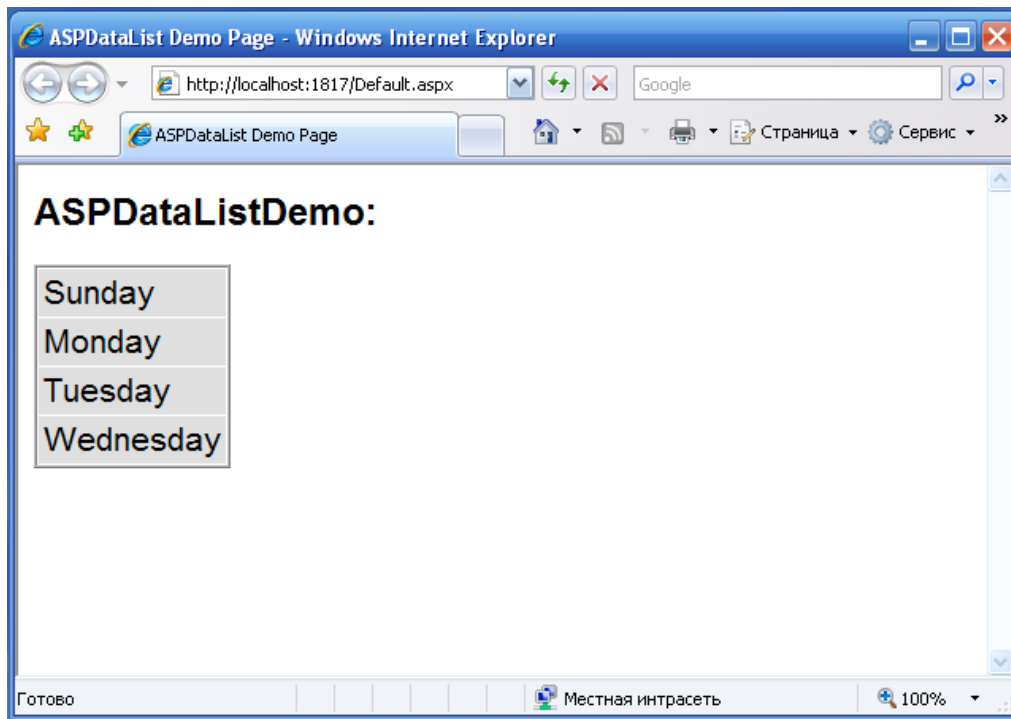 ASPDataList Demo Page - Windows Internet Explorer
http://localhost:1817/Default.aspx
Google
ASPDataList Demo Page
Страница
Сервис
»
ASPDataListDemo:
Sunday
Monday
Tuesday
Wednesday
Готово
Местная интрасеть
100%